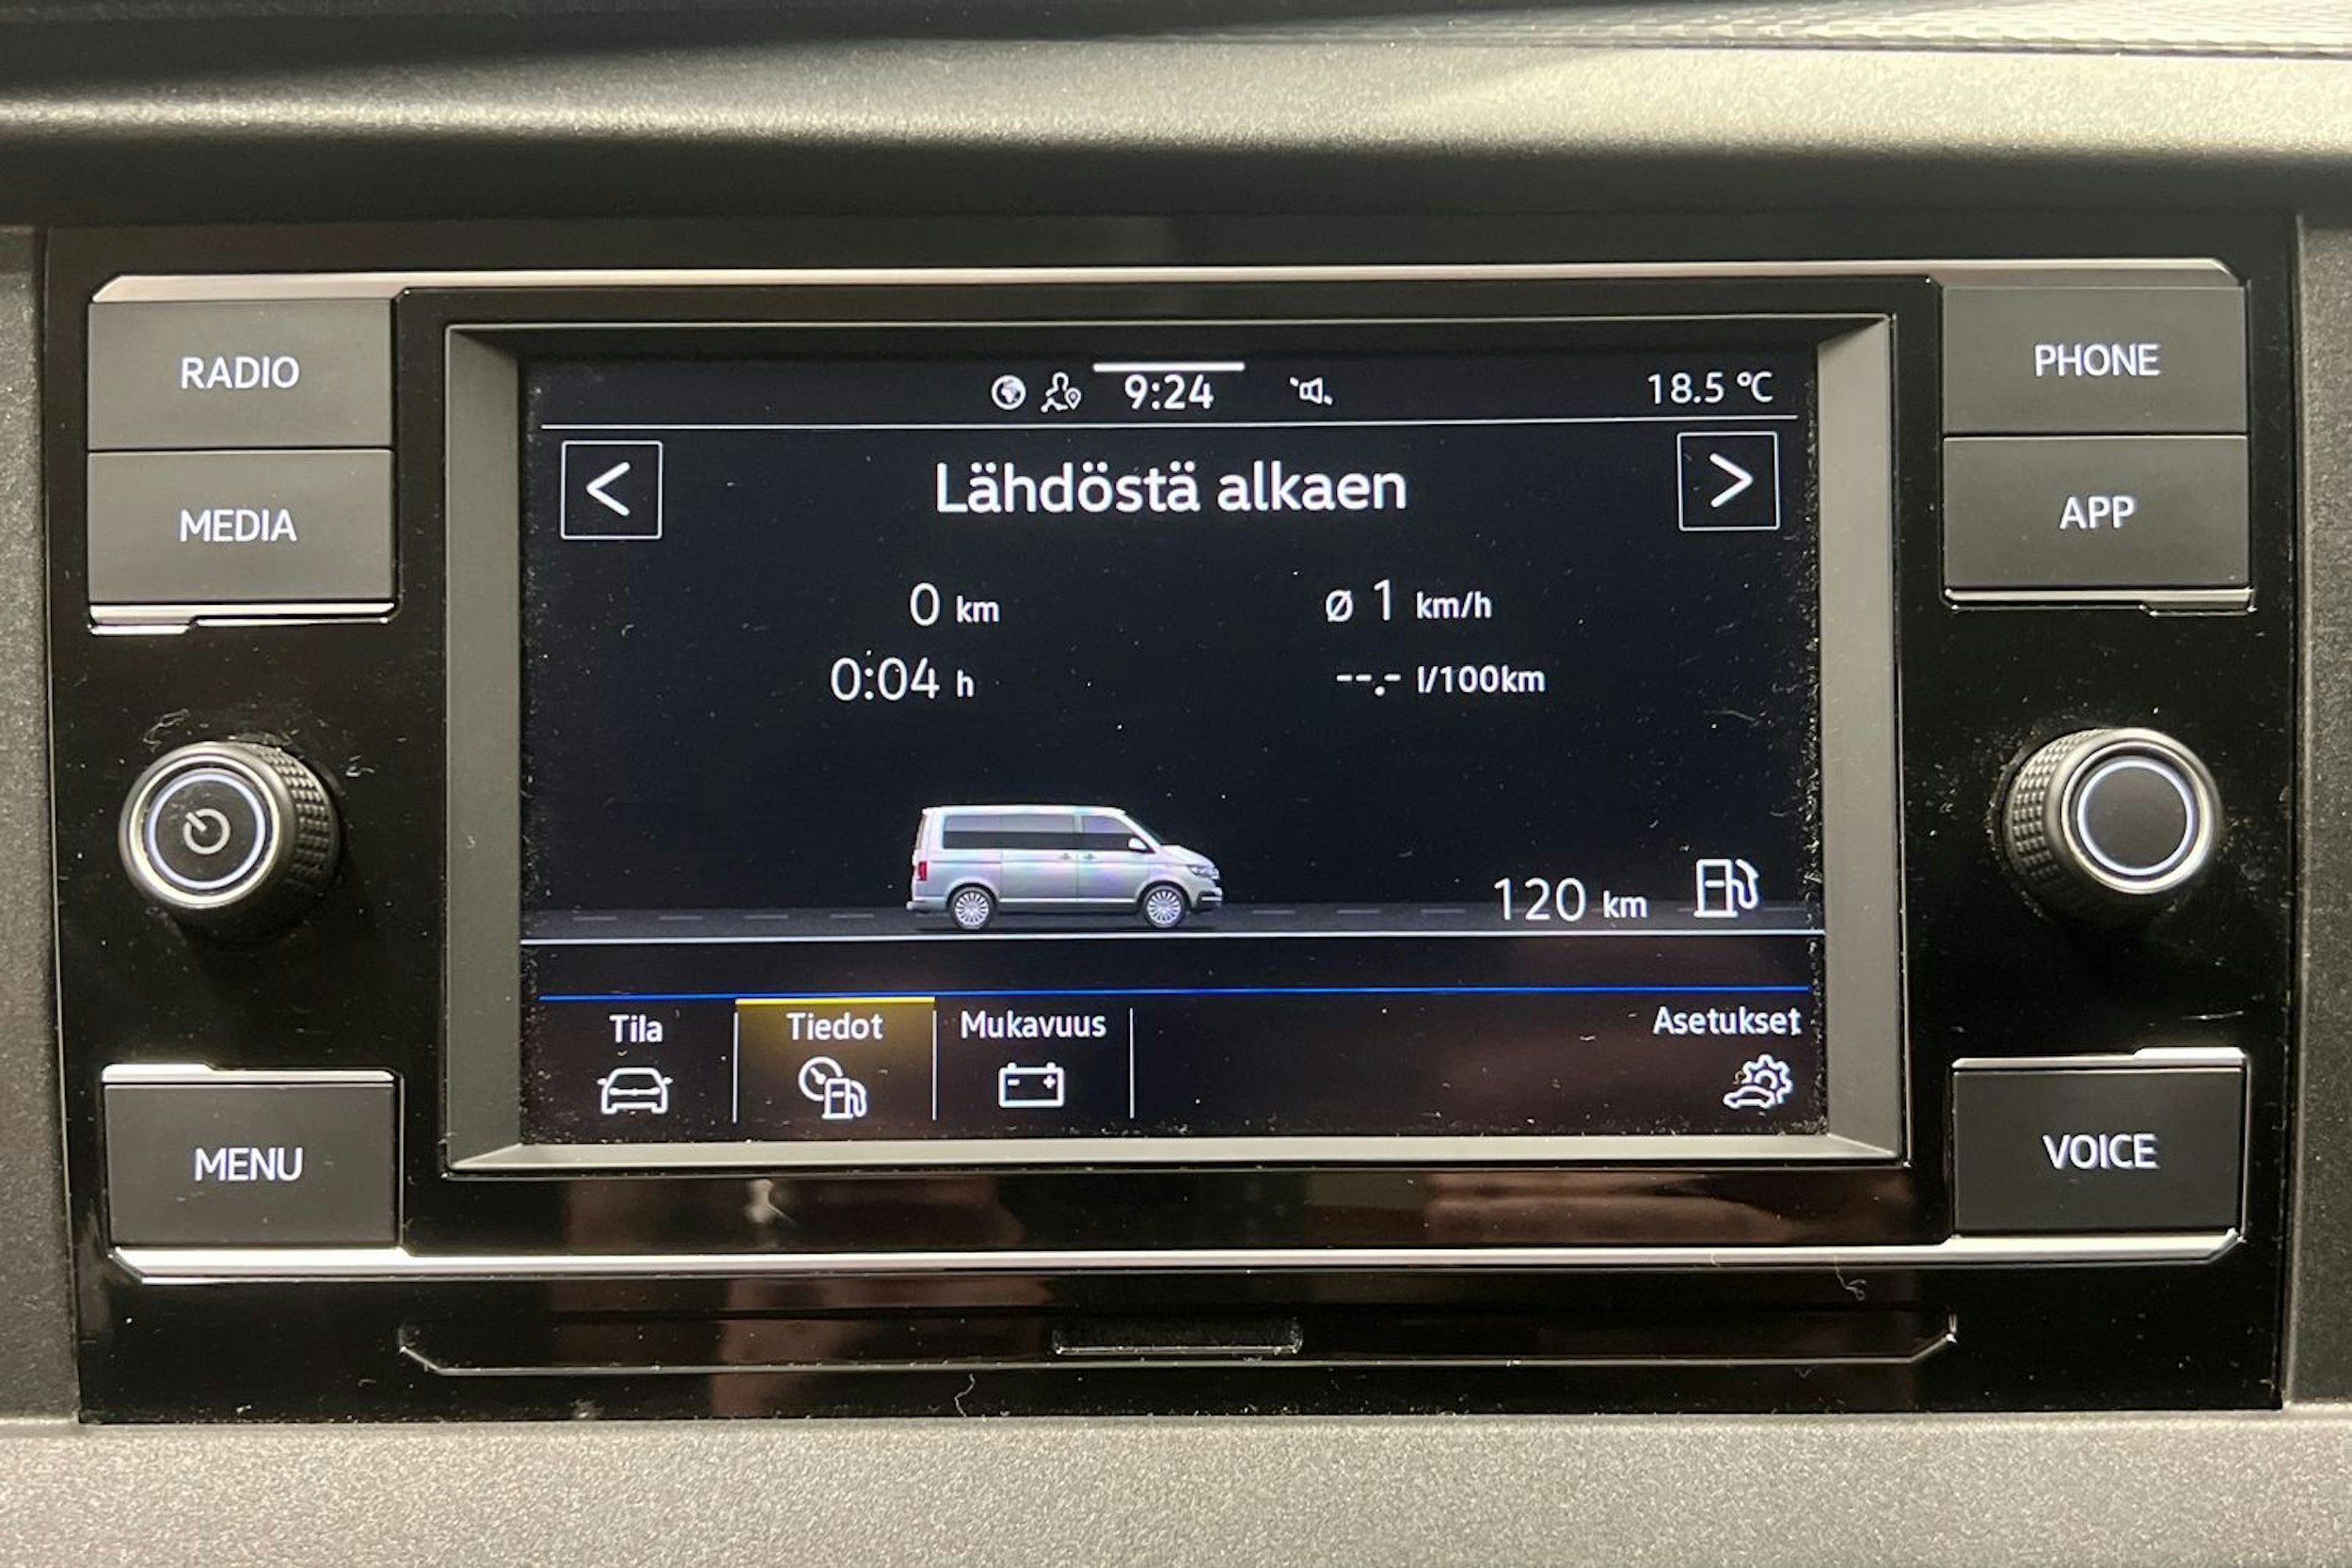 RADIO
MEDIA
MENU
9:24
18.5 °C
<
Lähdöstä alkaen
>
0 km
ø 1 km/h
0:04 h
--.- l/100km
120 km
Tila
Tiedot
Mukavuus
Asetukset
PHONE
APP
VOICE